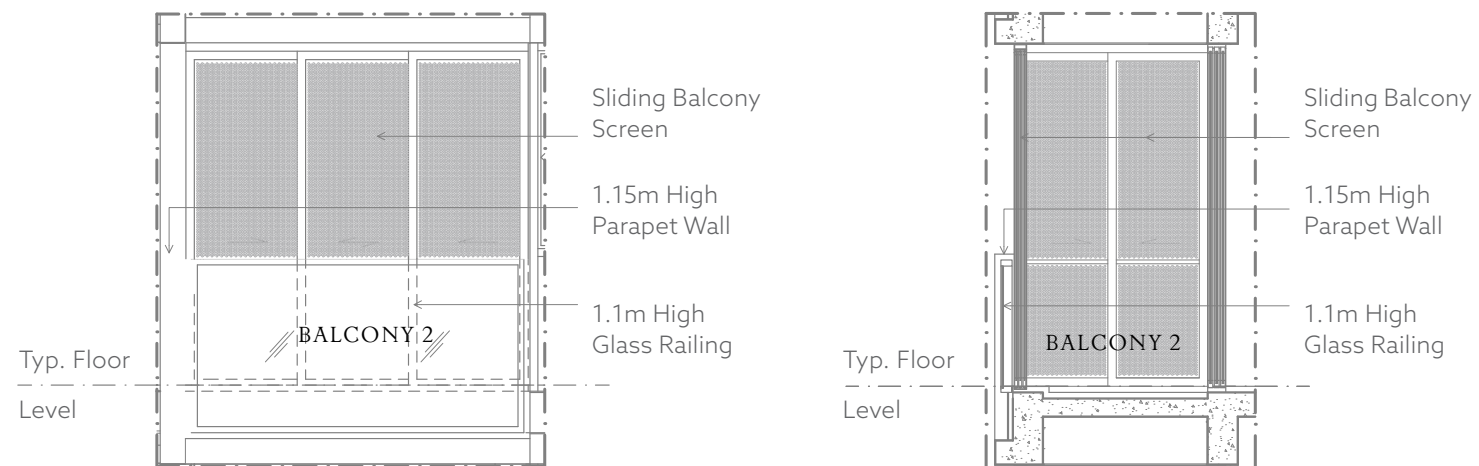 Sliding Balcony
Screen
1.15m High
Parapet Wall
1.1m High
Glass Railing
BALCONY 2
Typ. Floor
Level
Sliding Balcony
Screen
1.15m High
Parapet Wall
1.1m High
Glass Railing
BALCONY 2
Typ. Floor
Level